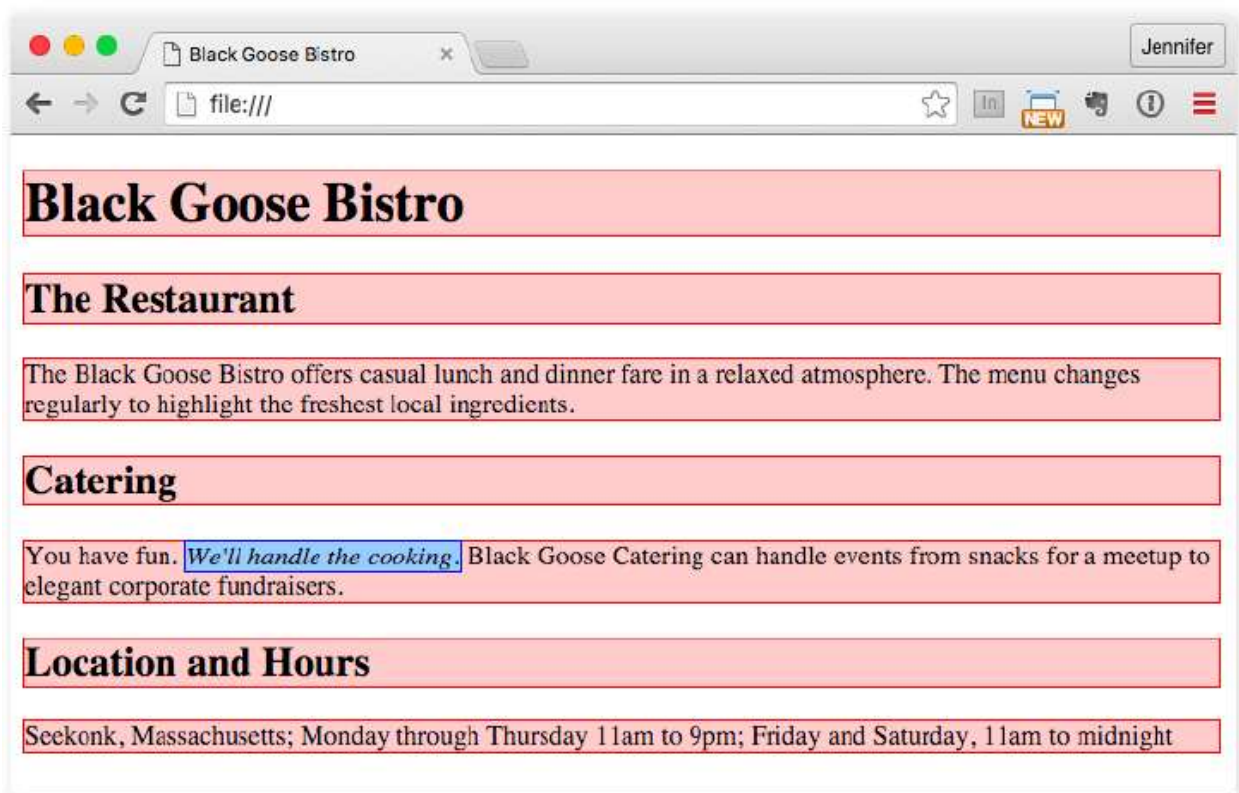 Black Goose Bistro
Jennifer
file:///
In
NEW
Black Goose Bistro
The Restaurant
The Black Goose Bistro offers casual lunch and dinner fare in a relaxed atmosphere. The menu changes
regularly to highlight the freshest local ingredients.
Catering
You have fun. We'll handle the cooking. Black Goose Catering can handle events from snacks for a meetup to
elegant corporate fundraisers.
Location and Hours
Seekonk, Massachusetts; Monday through Thursday 11am to 9pm; Friday and Saturday, 11am to midnight